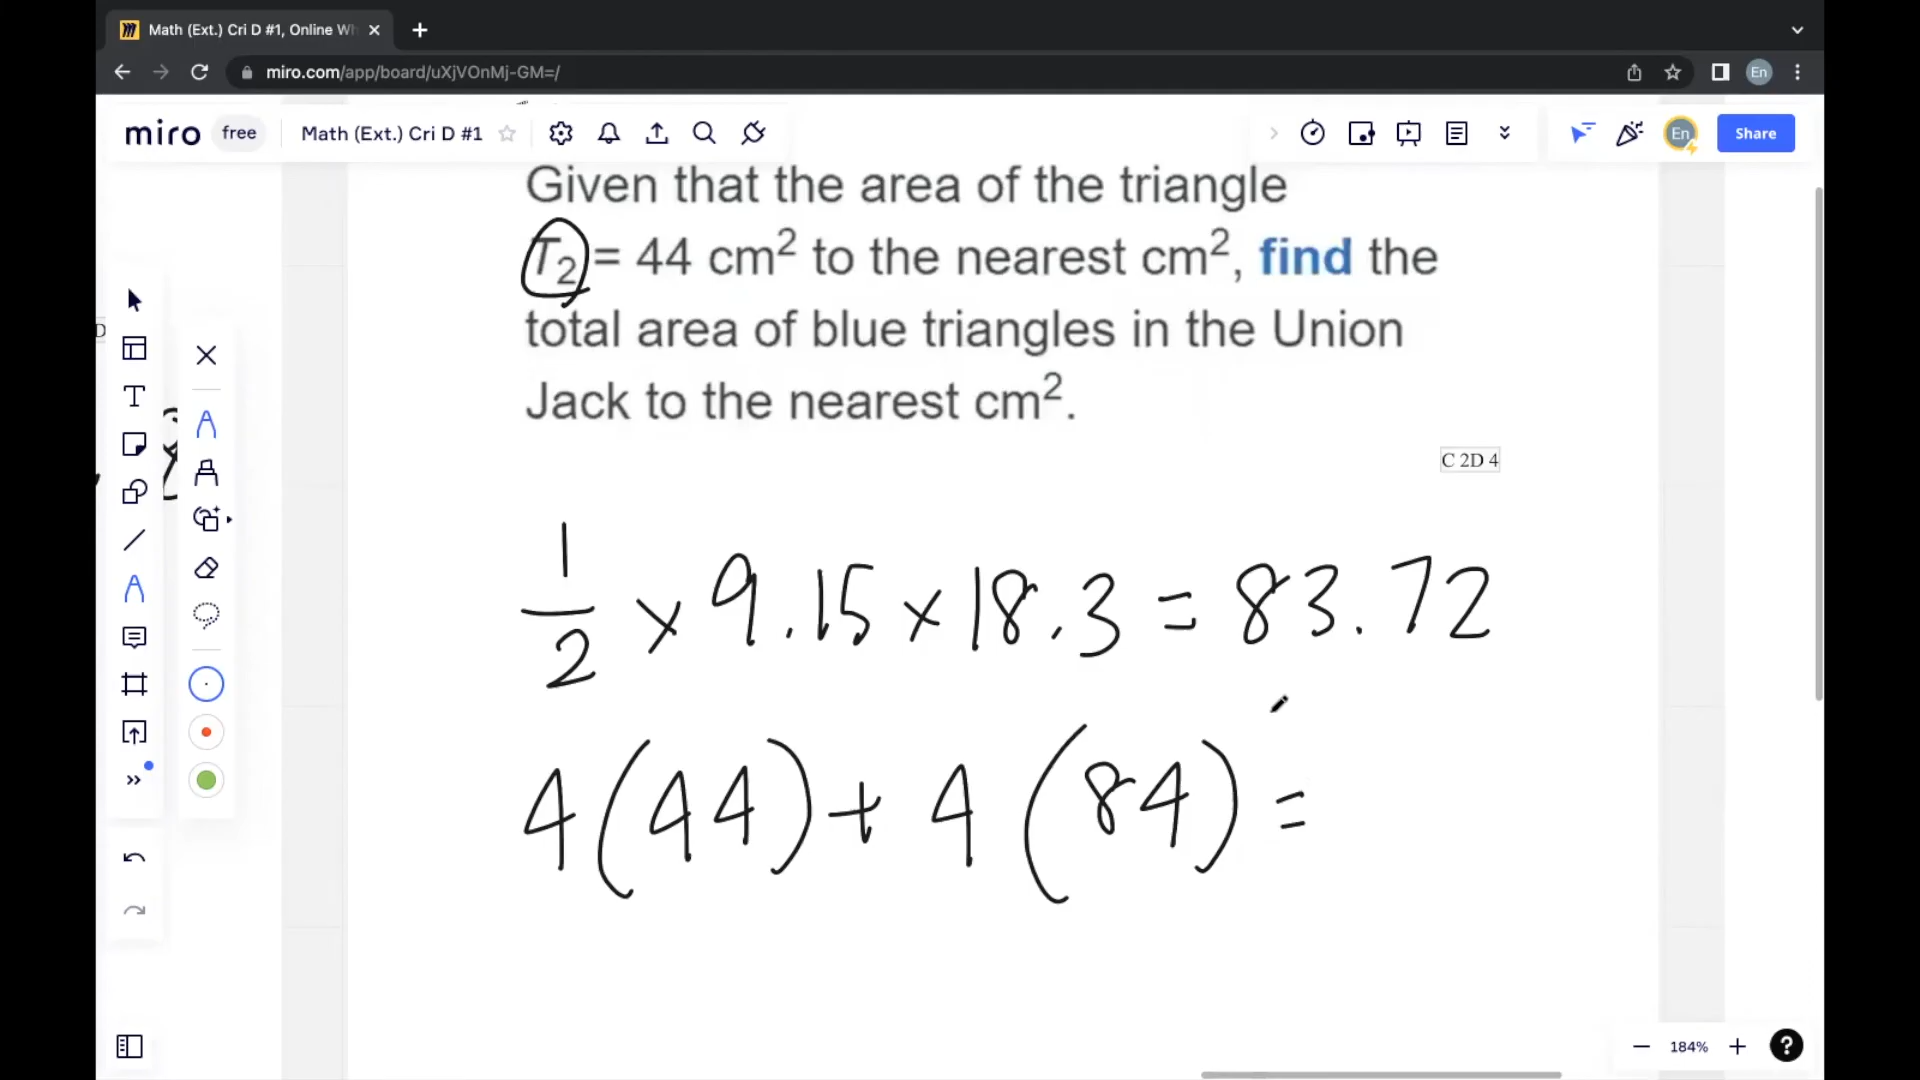 Math (Ext.) Cri D #1, Online Wh
miro.com/app/board/uXjVOnMj-GM=/
En
miro free Math (Ext.) Cri D #1
En Share
Given that the area of the triangle
T₂ = 44 cm² to the nearest cm², find the
total area of blue triangles in the Union
Jack to the nearest cm².
C 2D 4
1/2 × 9.15 × 18.3 = 83.72
4(44) + 4(84) =
184%